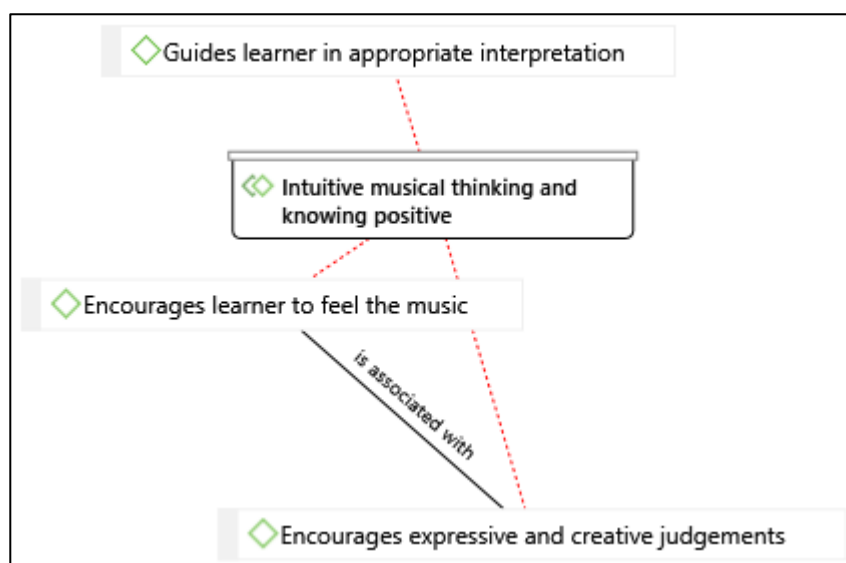 Guides learner in appropriate interpretation
Intuitive musical thinking and
knowing positive
Encourages learner to feel the music
is associated with
Encourages expressive and creative judgements